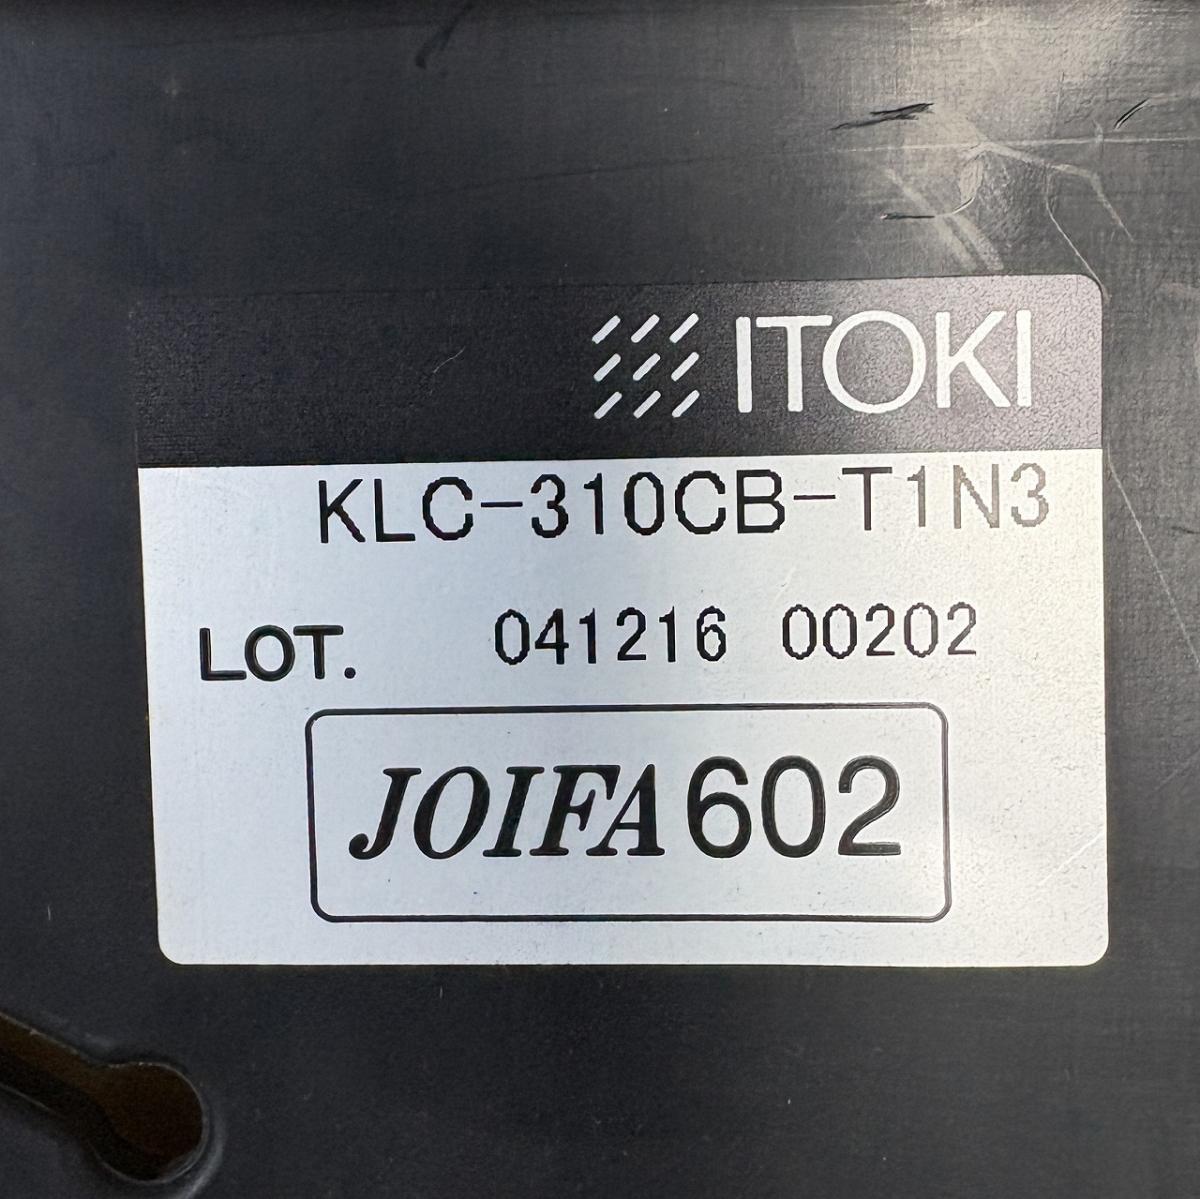 ITOKI
KLC-310CB-T1N3
LOT. 041216 00202
JOIFA602